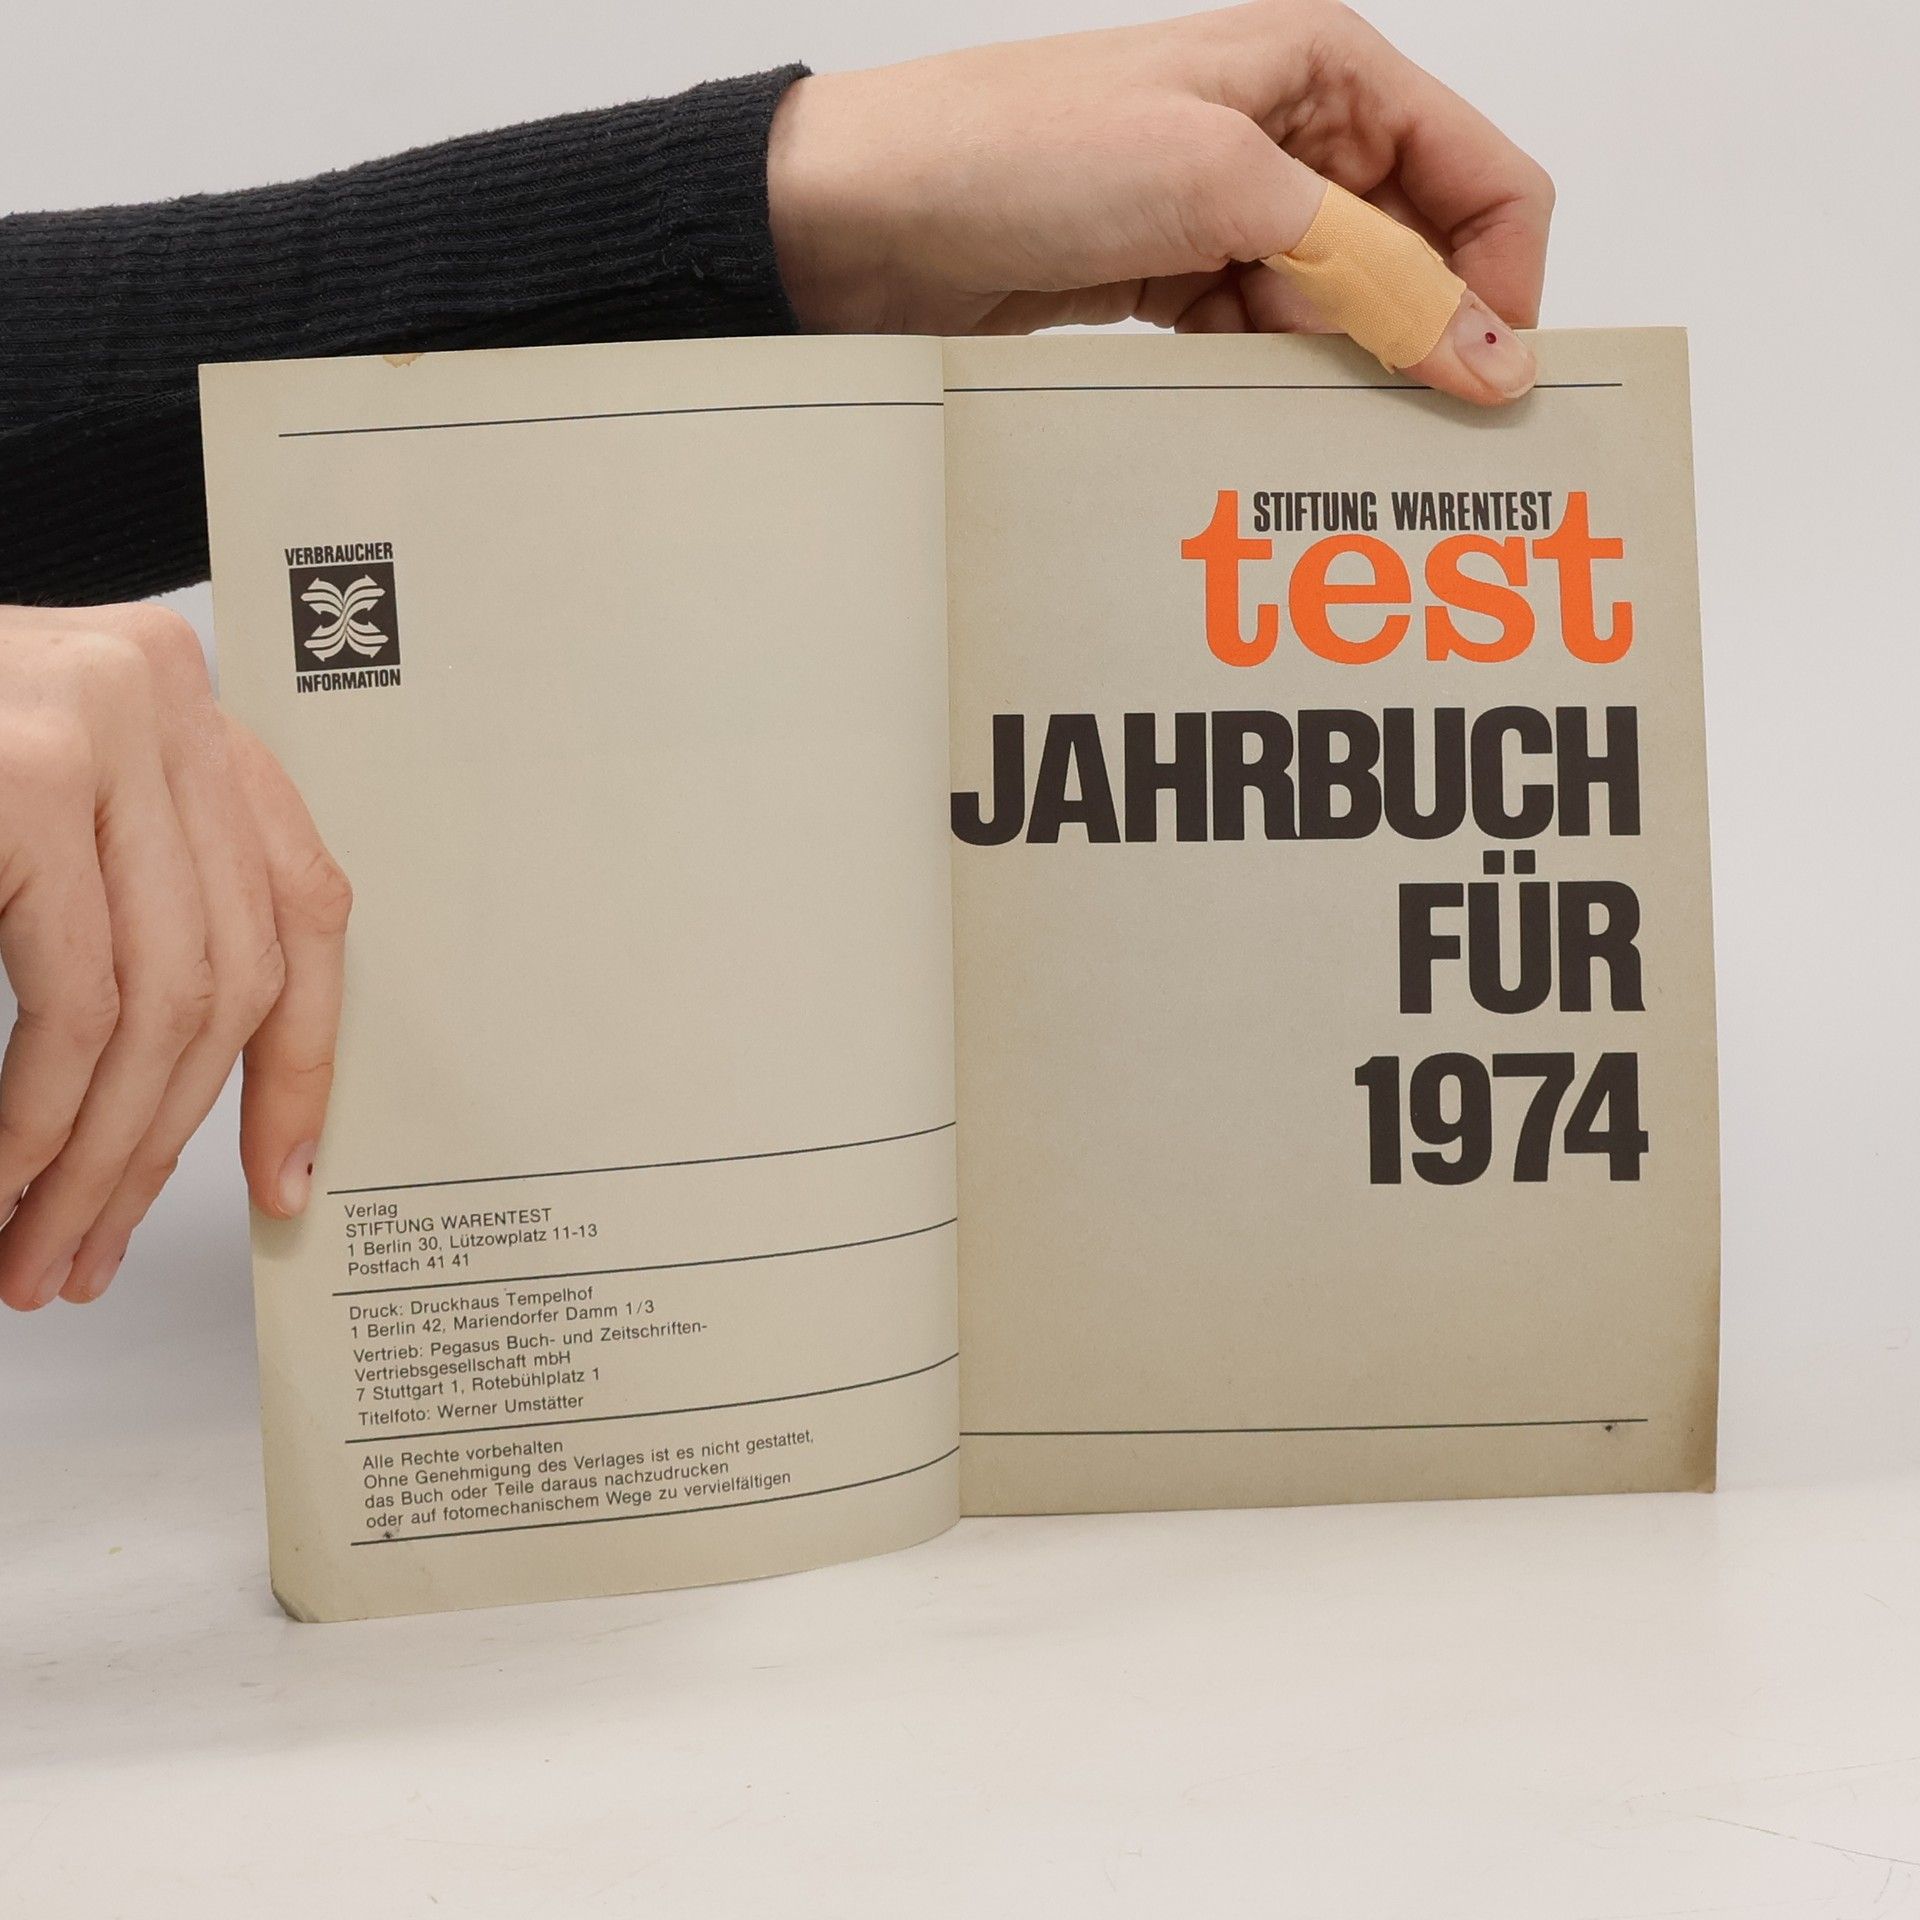 VERBRAUCHER
INFORMATION
Verlag
STIFTUNG WARENTEST
1 Berlin 30, Lützowplatz 11-13
Postfach 41 41
Druck: Druckhaus Tempelhof
1 Berlin 42, Mariendorfer Damm 1/3
Vertrieb: Pegasus Buch- und Zeitschriften-
Vertriebsgesellschaft mbH
7 Stuttgart 1, Rotebühlplatz 1
Titelfoto: Werner Umstätter
Alle Rechte vorbehalten
Ohne Genehmigung des Verlages ist es nicht gestattet,
das Buch oder Teile daraus nachzudrucken
oder auf fotomechanischem Wege zu vervielfältigen
STIFTUNG WARENTEST
test
JAHRBUCH
FÜR
1974